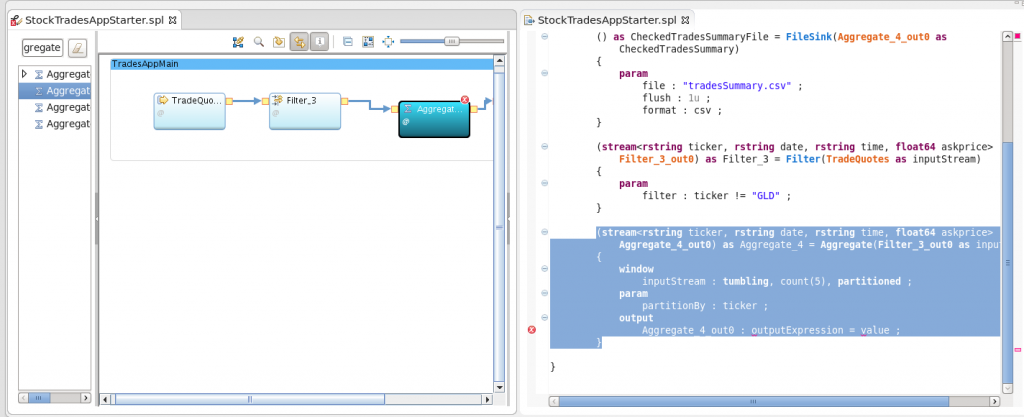 StockTradesAppStarter.spl
gregate
Aggregat
Aggregat
Aggregat
Aggregat
TradesAppMain
TradeQuo...
@
Filter_3
@
Aggregat...
@
StockTradesAppStarter.spl
() as CheckedTradesSummaryFile = FileSink(Aggregate_4_out0 as
CheckedTradesSummary)
{
param
file : "tradesSummary.csv" ;
flush : 1u ;
format : csv ;
}
(stream<rstring ticker, rstring date, rstring time, float64 askprice>
Filter_3_out0) as Filter_3 = Filter(TradeQuotes as inputStream)
{
param
filter : ticker != "GLD" ;
}
(stream<rstring ticker, rstring date, rstring time, float64 askprice>
Aggregate_4_out0) as Aggregate_4 = Aggregate(Filter_3_out0 as input
{
window
inputStream : tumbling, count(5), partitioned ;
param
partitionBy : ticker ;
output
Aggregate_4_out0 : outputExpression = value ;
}
}